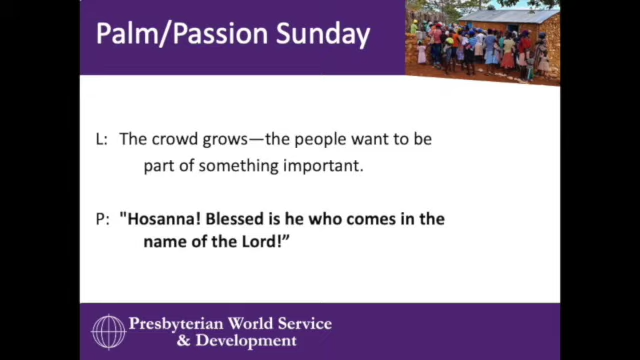 Palm/Passion Sunday
L: The crowd grows—the people want to be
part of something important.
P: "Hosanna! Blessed is he who comes in the
name of the Lord!”
Presbyterian World Service
& Development